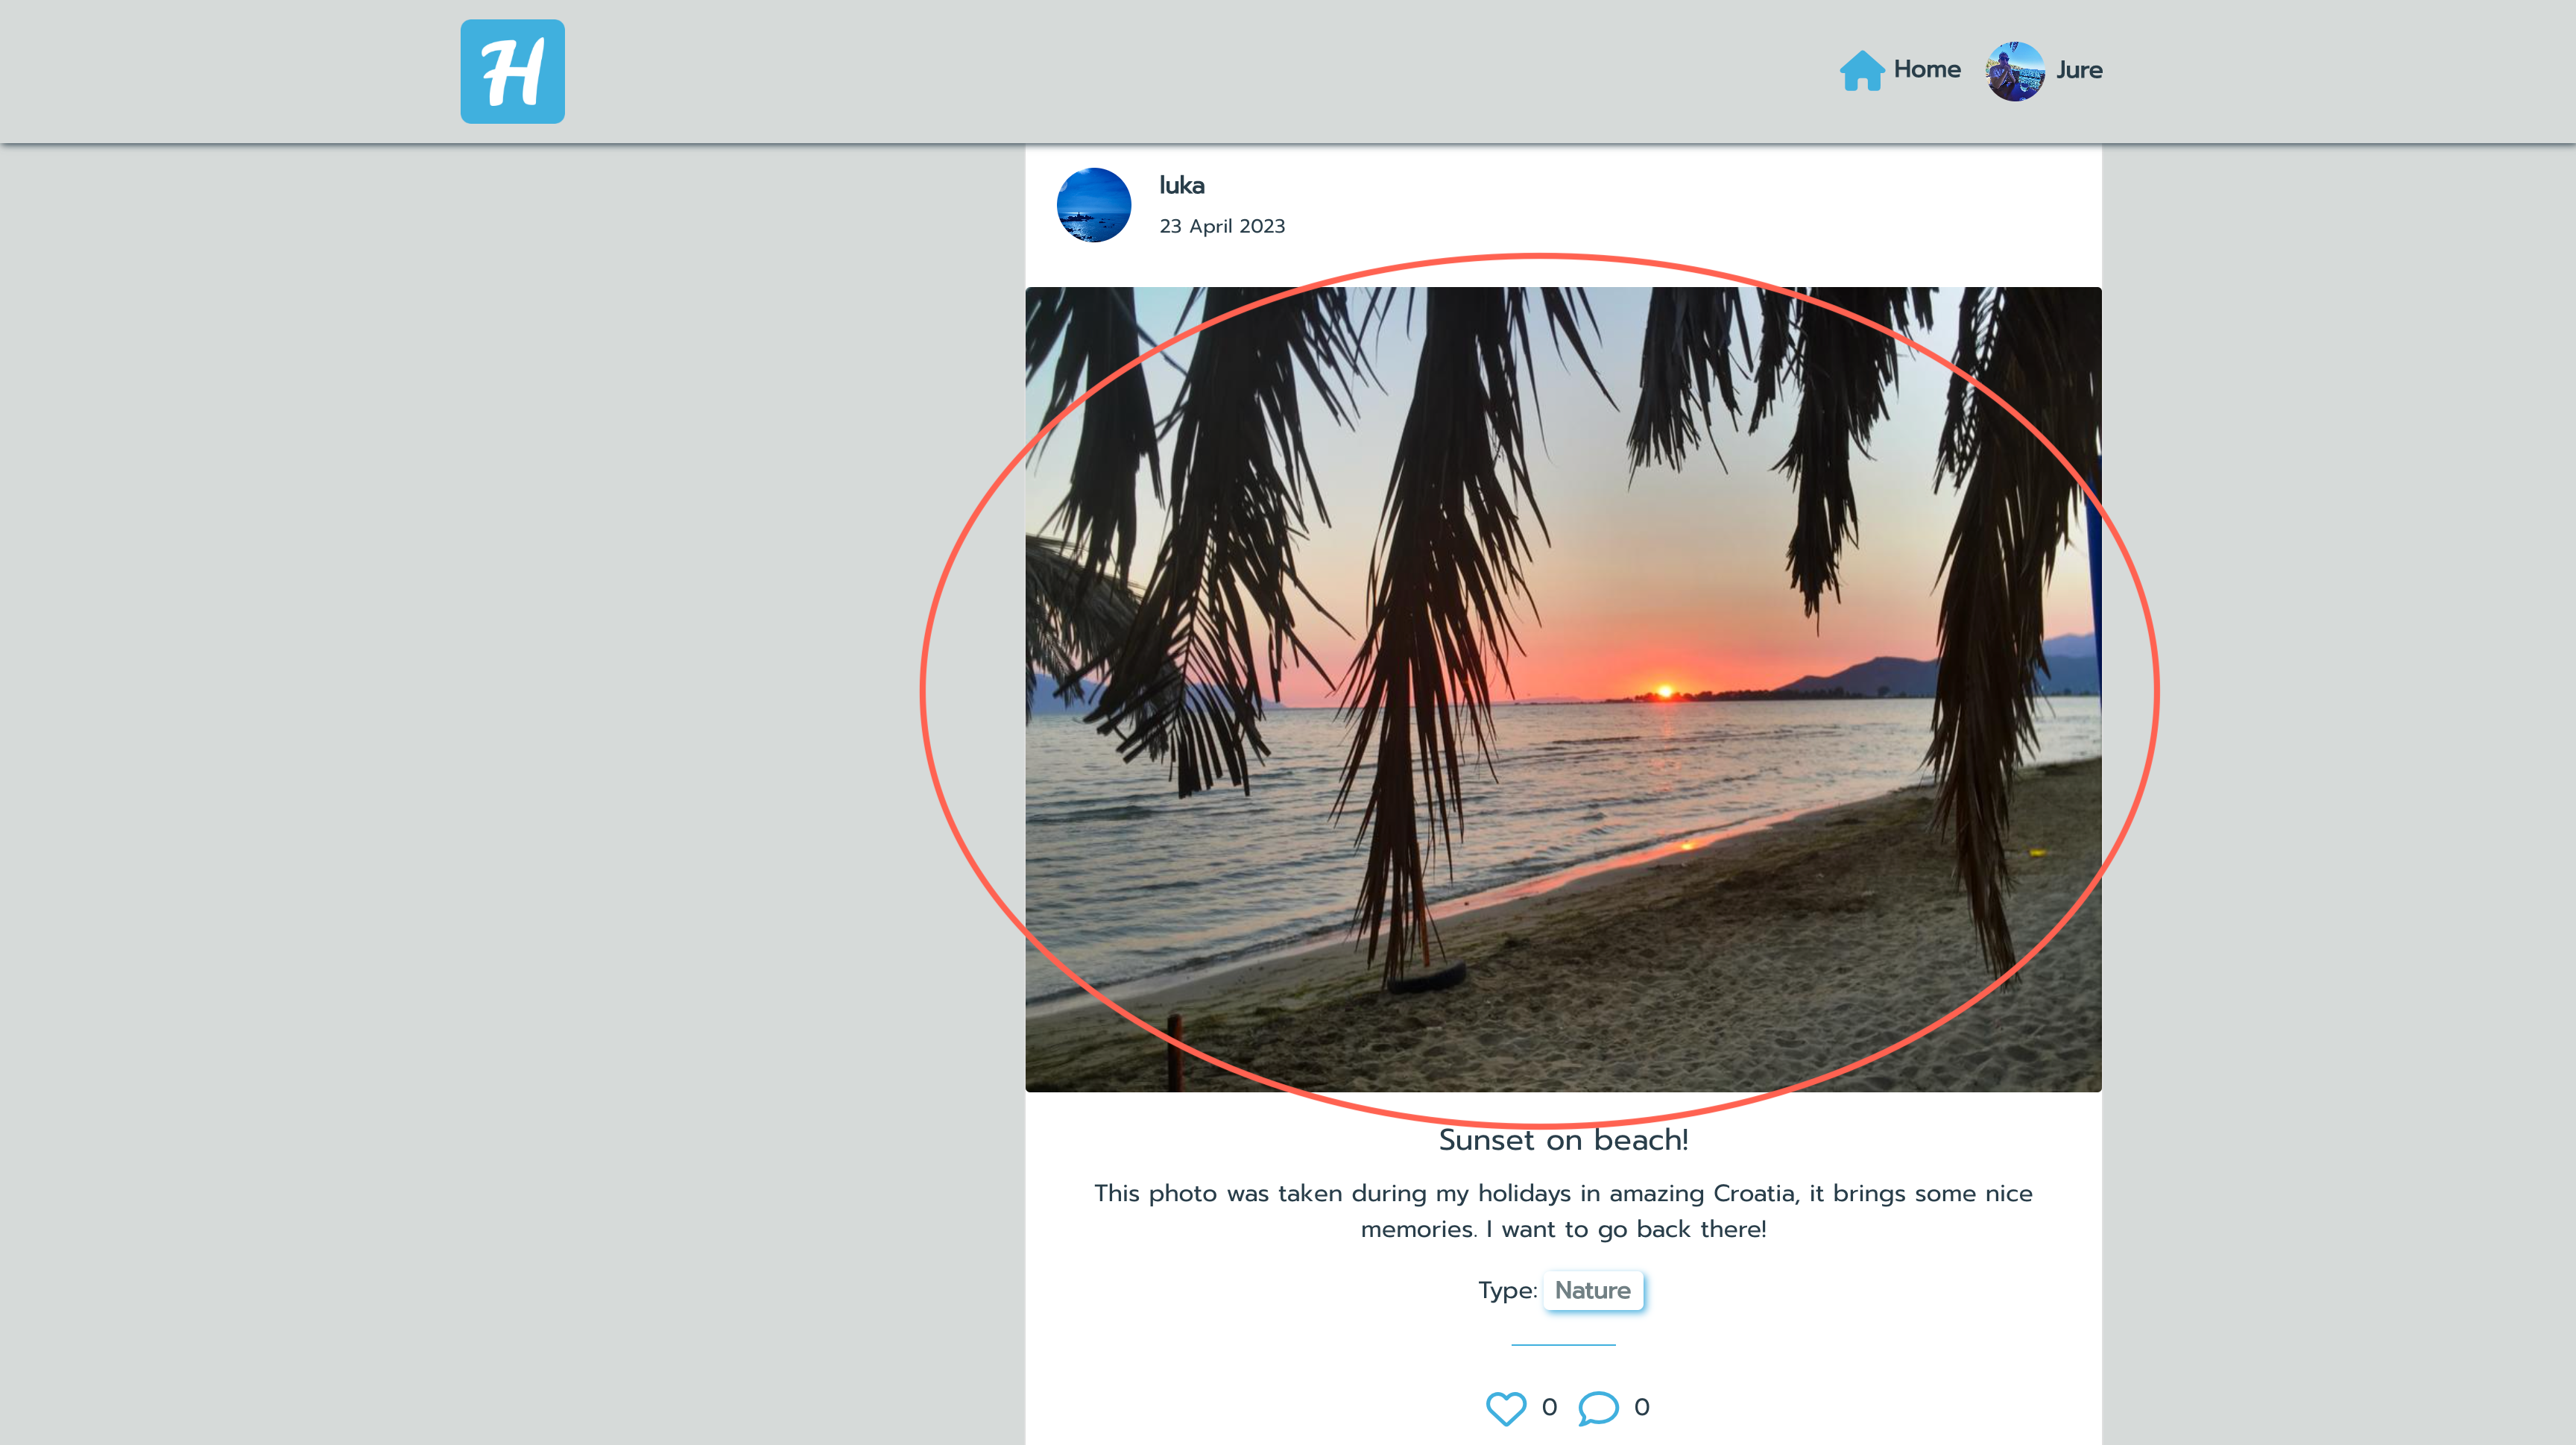 H
Home
Jure
luka
23 April 2023
Sunset on beach!
This photo was taken during my holidays in amazing Croatia, it brings some nice
memories. I want to go back there!
Type: Nature
0
0